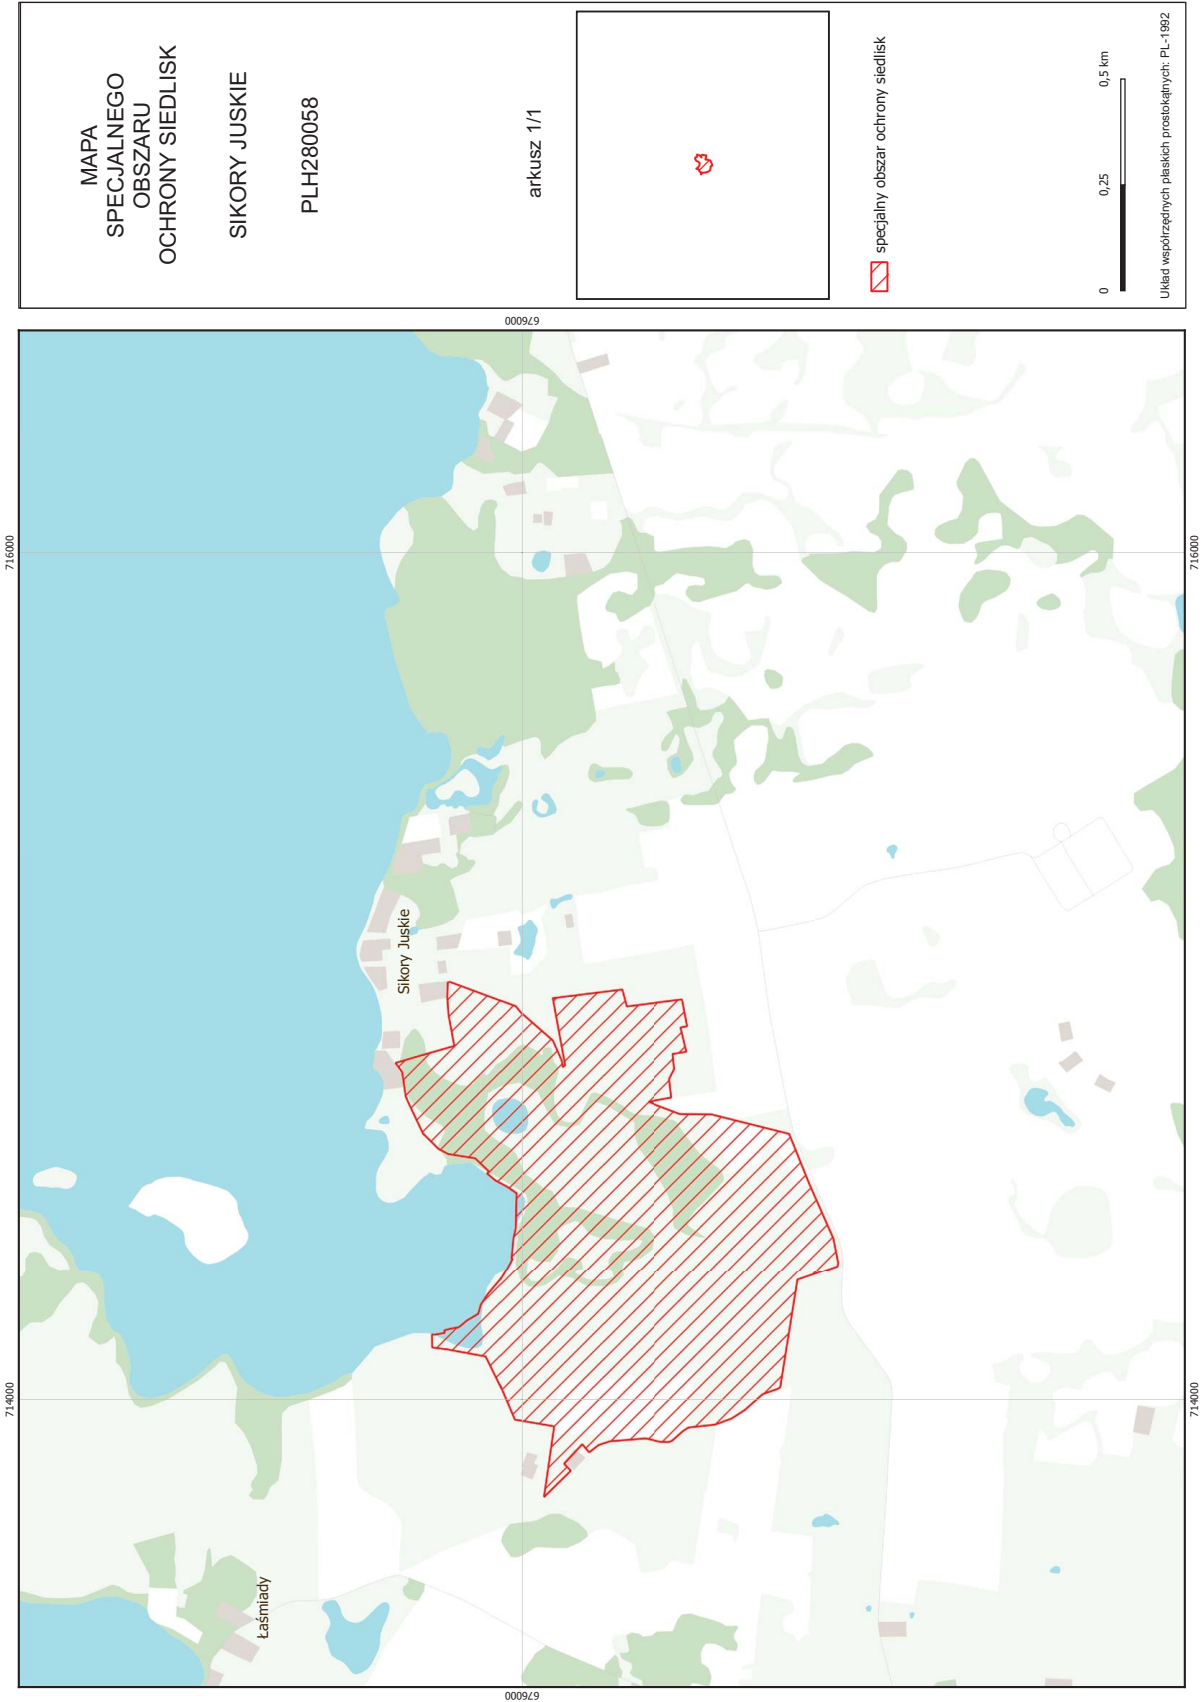 MAPA
SPECJALNEGO
OBSZARU
OCHRONY SIEDLISK
SIKORY JUSKIE
PLH280058
arkusz 1/1
specjalny obszar ochrony siedlisk
0 0,25 0,5 km
Układ współrzędnych płaskich prostokątnych: PL-1992
714000
716000
676000
Łaśmiady
Sikory Juskie
676000
714000
716000